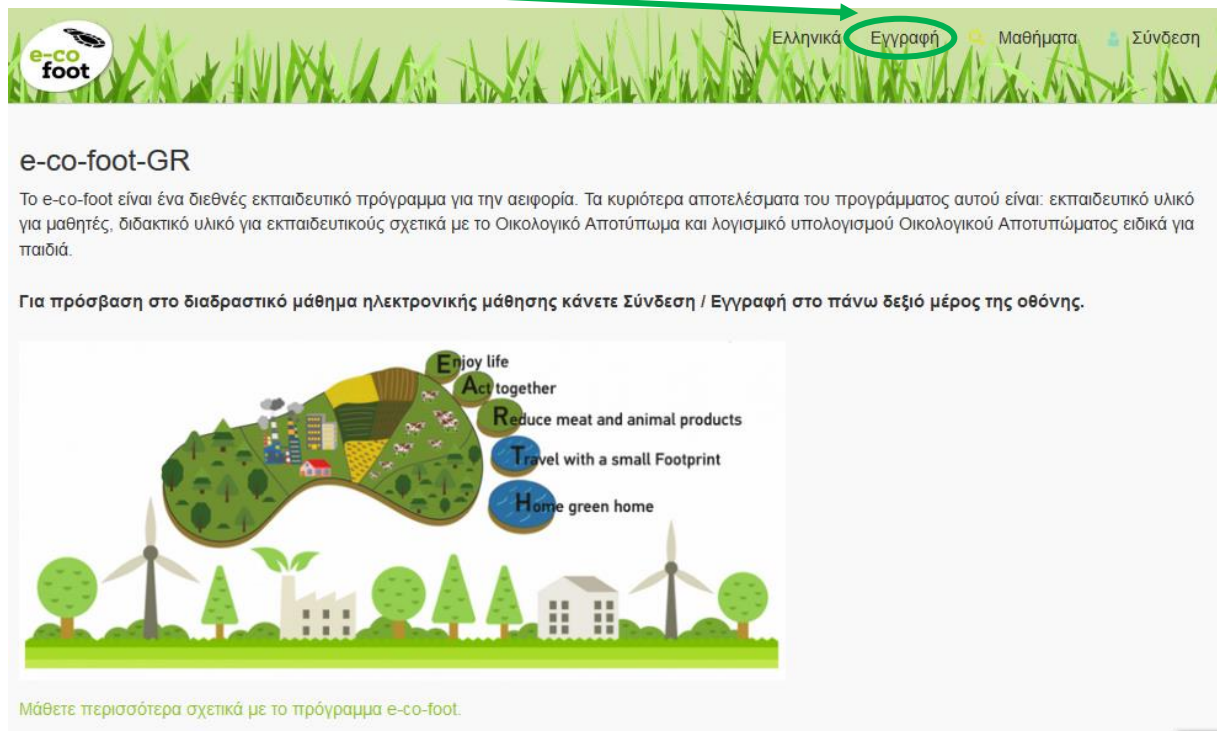 e-co
foot
Ελληνικά Εγγραφή Μαθήματα Σύνδεση
e-co-foot-GR
Το e-co-foot είναι ένα διεθνές εκπαιδευτικό πρόγραμμα για την αειφορία. Τα κυριότερα αποτελέσματα του προγράμματος αυτού είναι: εκπαιδευτικό υλικό
για μαθητές, διδακτικό υλικό για εκπαιδευτικούς σχετικά με το Οικολογικό Αποτύπωμα και λογισμικό υπολογισμού Οικολογικού Αποτυπώματος ειδικά για
παιδιά.
Για πρόσβαση στο διαδραστικό μάθημα ηλεκτρονικής μάθησης κάνετε Σύνδεση / Εγγραφή στο πάνω δεξιό μέρος της οθόνης.
Enjoy life
Act together
Reduce meat and animal products
Travel with a small Footprint
Home green home
Μάθετε περισσότερα σχετικά με το πρόγραμμα e-co-foot.